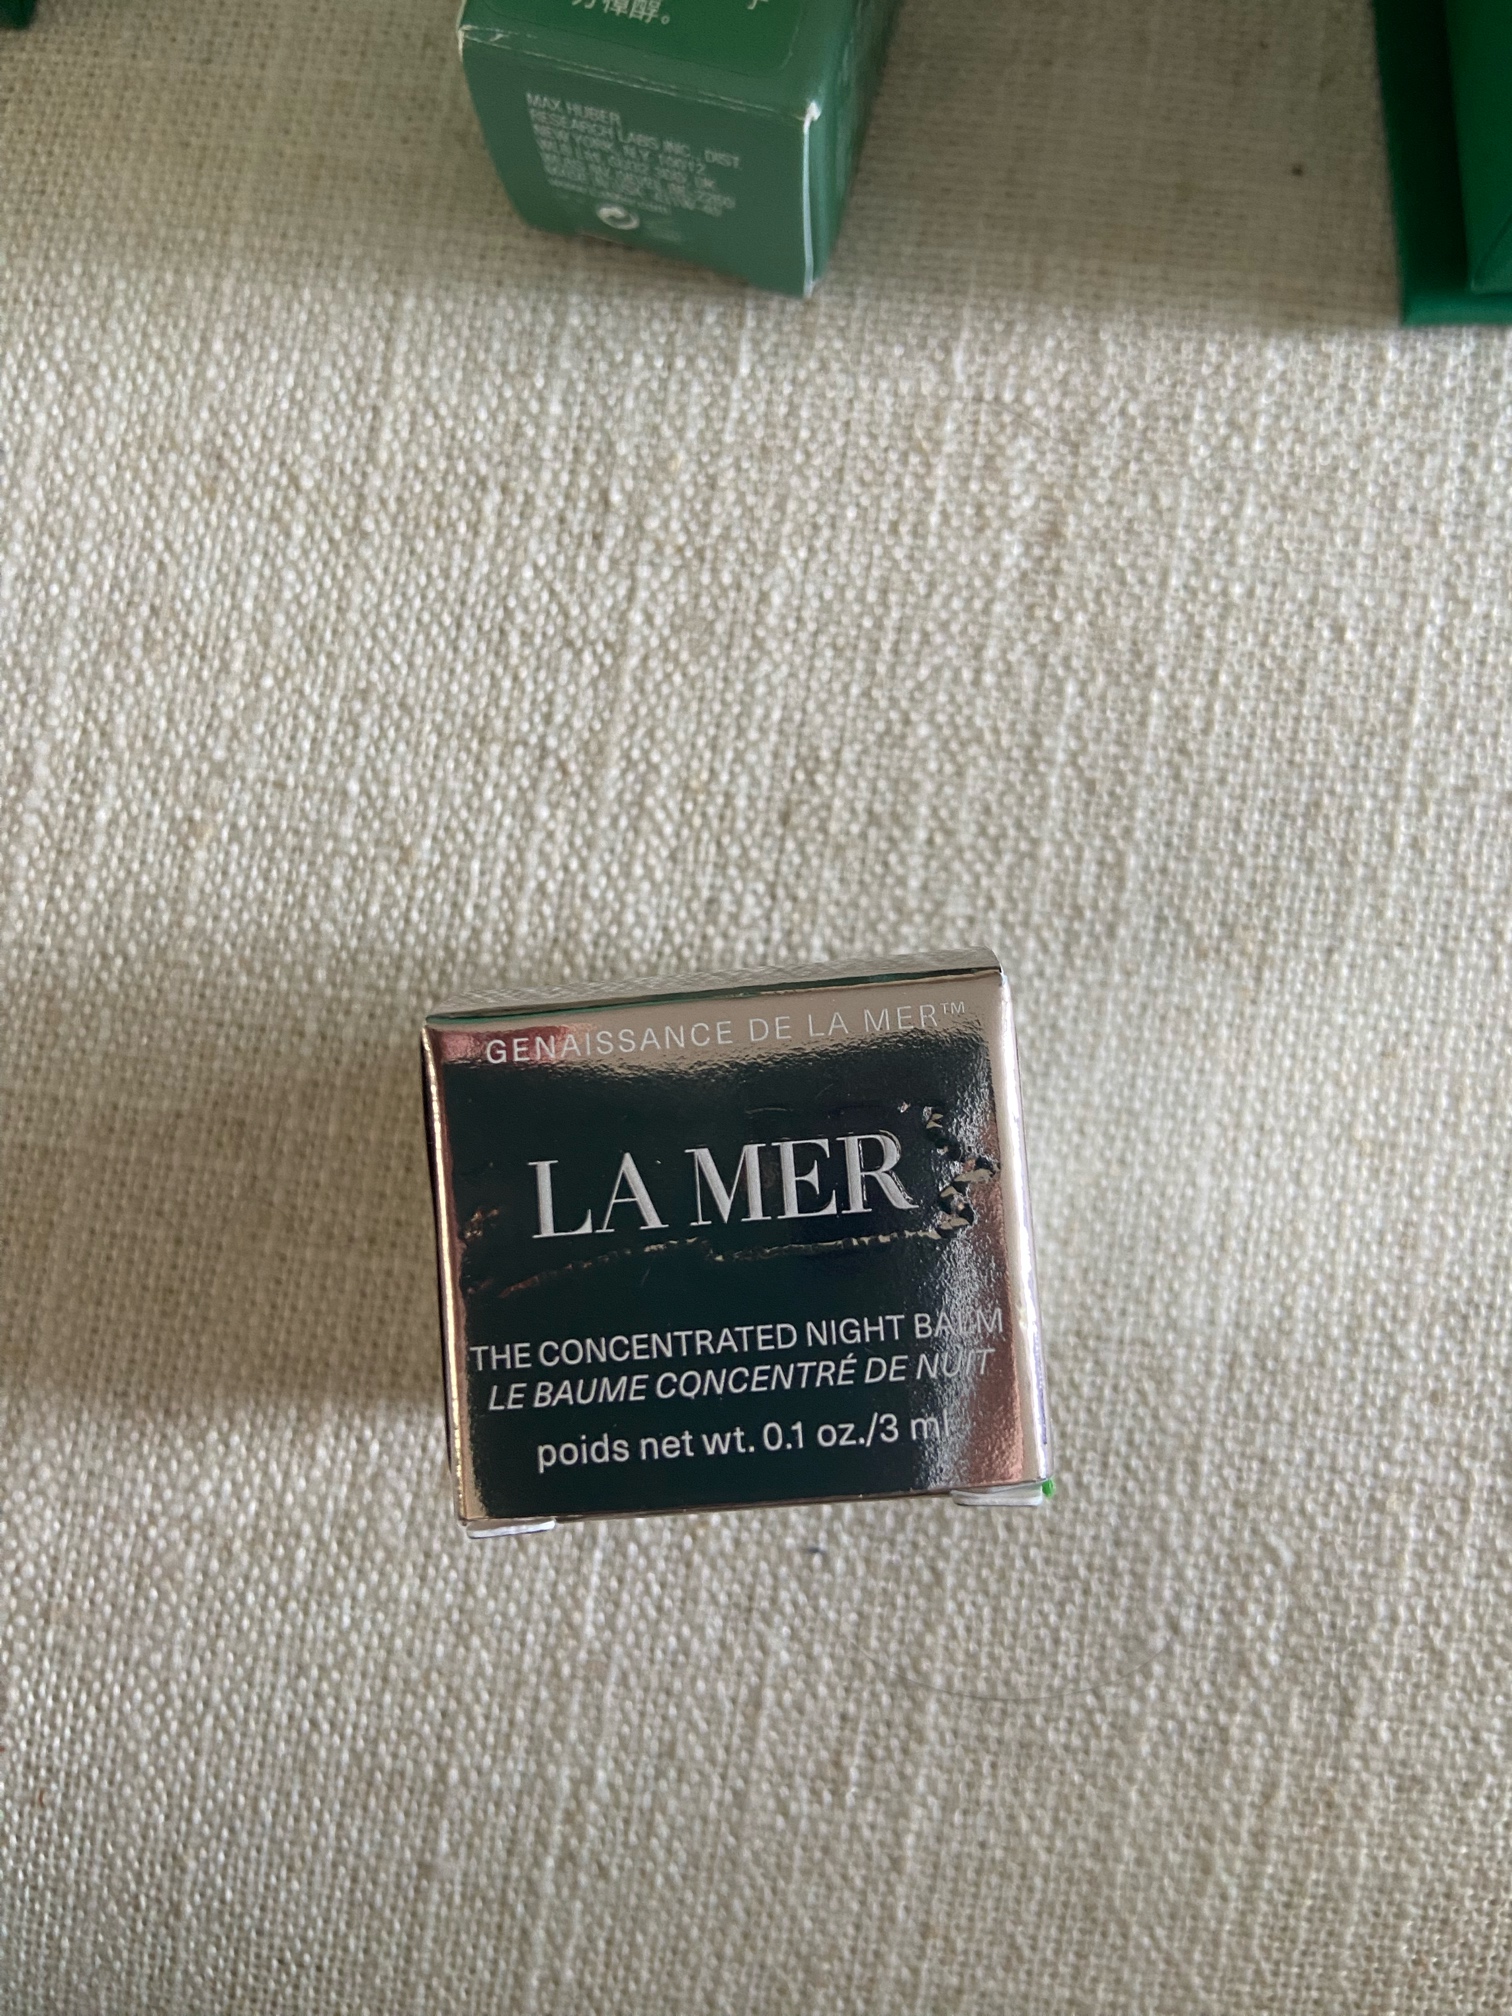 MAX HUBER
RESEARCH LABS INC., DIST.
NEW YORK, N.Y. 10012
GENAISSANCE DE LA MER™
LA MER
THE CONCENTRATED NIGHT BALM
LE BAUME CONCENTRÉ DE NUIT
poids net wt. 0.1 oz./3 ml